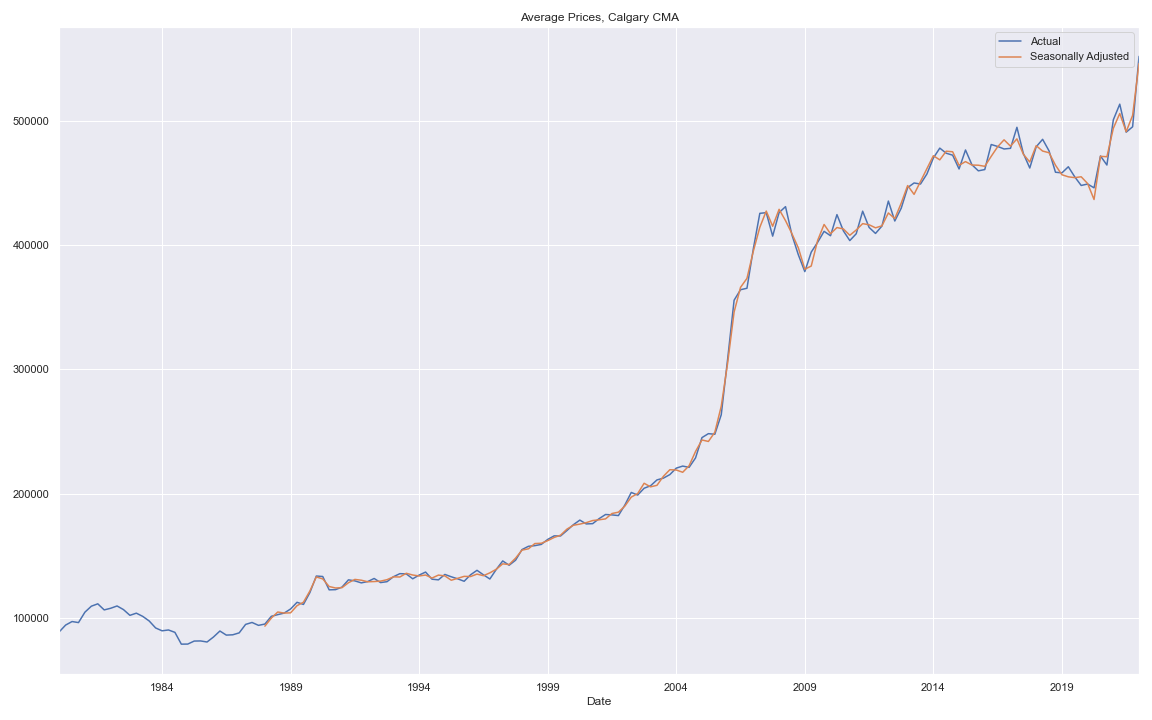 Average Prices, Calgary CMA
Actual
Seasonally Adjusted
500000
400000
300000
200000
100000
1984 1989 1994 1999 2004 2009 2014 2019
Date